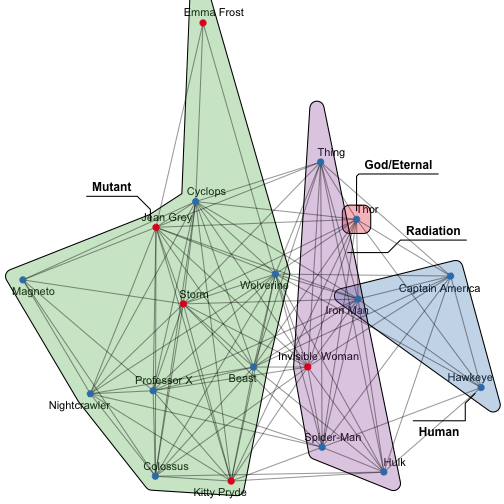 Emma Frost
Thing
God/Eternal
Mutant
Cyclops
Thor
Jean Grey
Radiation
Wolverine
Captain America
Magneto
Storm
Iron Man
Invisible Woman
Professor X
Beast
Hawkeye
Nightcrawler
Human
Spider-Man
Colossus
Hulk
Kitty Pryde